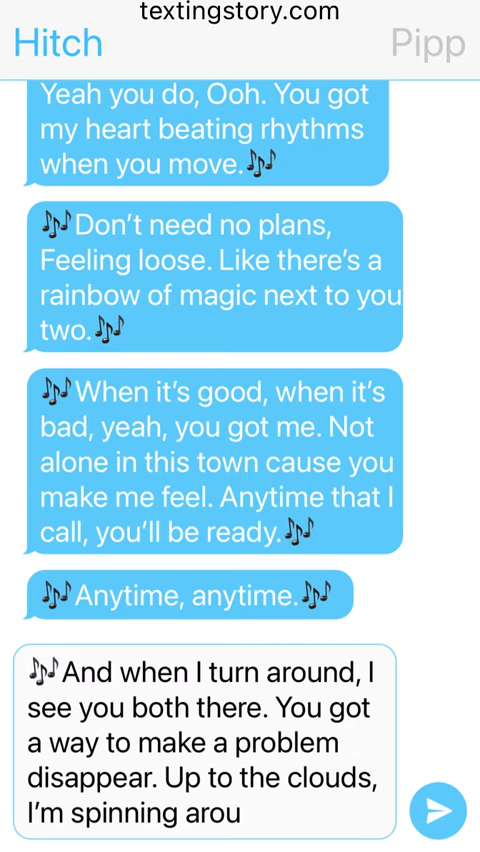 textingstory.com
Hitch
Pipp
Yeah you do, Ooh. You got
my heart beating rhythms
when you move.🎶
🎶Don’t need no plans,
Feeling loose. Like there’s a
rainbow of magic next to you
two.🎶
🎶When it’s good, when it’s
bad, yeah, you got me. Not
alone in this town cause you
make me feel. Anytime that I
call, you’ll be ready.🎶
🎶Anytime, anytime.🎶
🎶And when I turn around, I
see you both there. You got
a way to make a problem
disappear. Up to the clouds,
I’m spinning arou